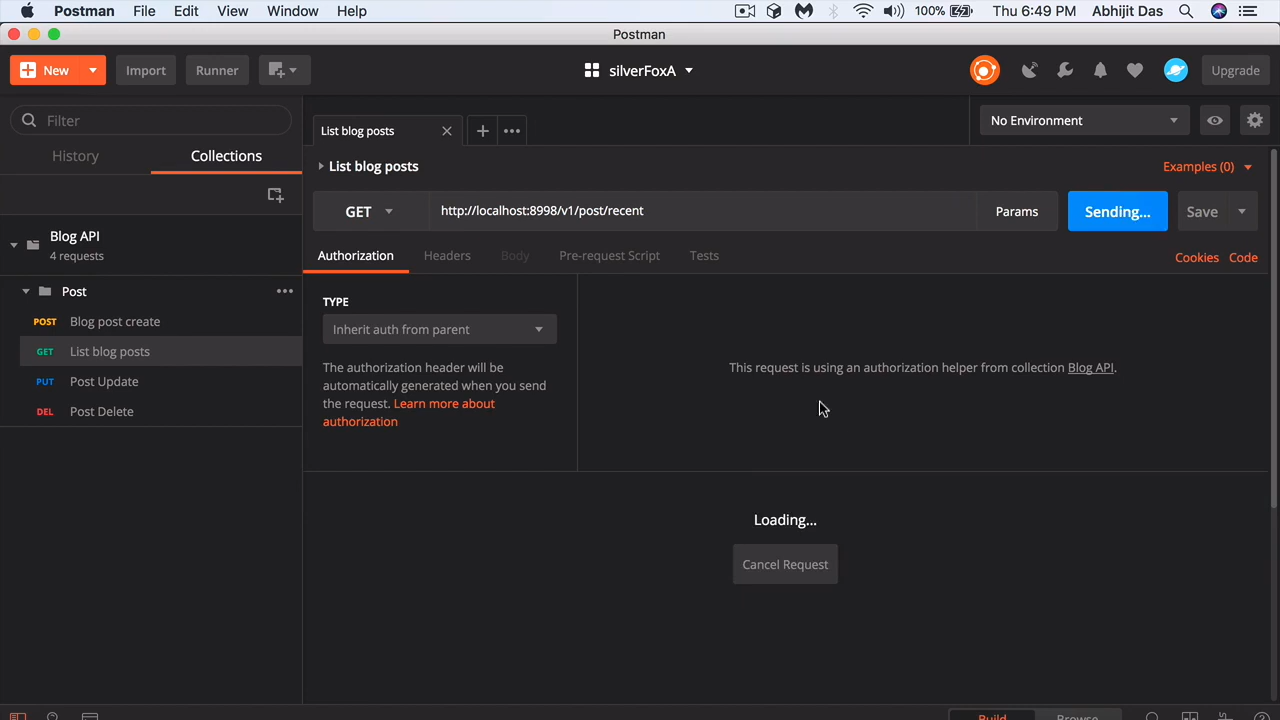 Postman File Edit View Window Help 100% Thu 6:49 PM Abhijit Das
Postman
New Import Runner silverFoxA Upgrade
Filter
History Collections
List blog posts
No Environment
List blog posts
Examples (0)
GET http://localhost:8998/v1/post/recent Params Sending... Save
Authorization Headers Body Pre-request Script Tests Cookies Code
Blog API
4 requests
Post
POST Blog post create
GET List blog posts
PUT Post Update
DEL Post Delete
TYPE
Inherit auth from parent
The authorization header will be
automatically generated when you send
the request. Learn more about
authorization
This request is using an authorization helper from collection Blog API.
Loading...
Cancel Request
Build Browse